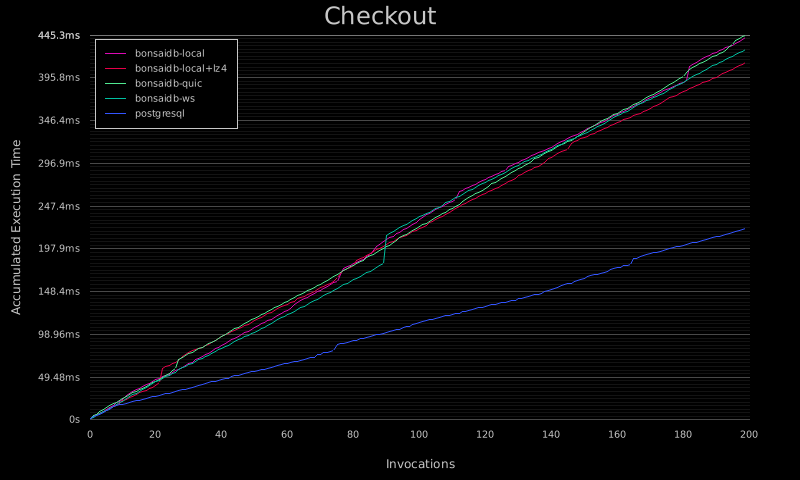 Checkout
445.3ms
395.8ms
346.4ms
296.9ms
247.4ms
197.9ms
148.4ms
98.96ms
49.48ms
0s
Accumulated Execution Time
bonsaidb-local
bonsaidb-local+lz4
bonsaidb-quic
bonsaidb-ws
postgresql
0 20 40 60 80 100 120 140 160 180 200
Invocations